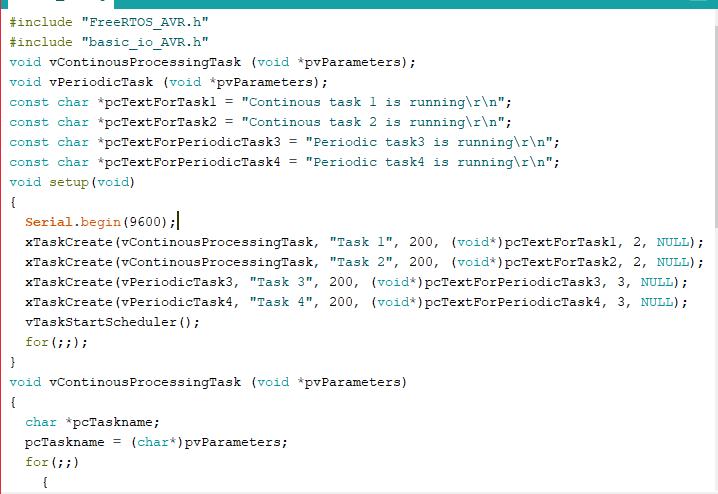 #include "FreeRTOS_AVR.h"
#include "basic_io_AVR.h"
void vContinousProcessingTask (void *pvParameters);
void vPeriodicTask (void *pvParameters);
const char *pcTextForTask1 = "Continous task 1 is running\r\n";
const char *pcTextForTask2 = "Continous task 2 is running\r\n";
const char *pcTextForPeriodicTask3 = "Periodic task3 is running\r\n";
const char *pcTextForPeriodicTask4 = "Periodic task4 is running\r\n";
void setup(void)
{
  Serial.begin(9600);
  xTaskCreate(vContinousProcessingTask, "Task 1", 200, (void*)pcTextForTask1, 2, NULL);
  xTaskCreate(vContinousProcessingTask, "Task 2", 200, (void*)pcTextForTask2, 2, NULL);
  xTaskCreate(vPeriodicTask3, "Task 3", 200, (void*)pcTextForPeriodicTask3, 3, NULL);
  xTaskCreate(vPeriodicTask4, "Task 4", 200, (void*)pcTextForPeriodicTask4, 3, NULL);
  vTaskStartScheduler();
  for(;;);
}
void vContinousProcessingTask (void *pvParameters)
{
  char *pcTaskname;
  pcTaskname = (char*)pvParameters;
  for(;;)
    {